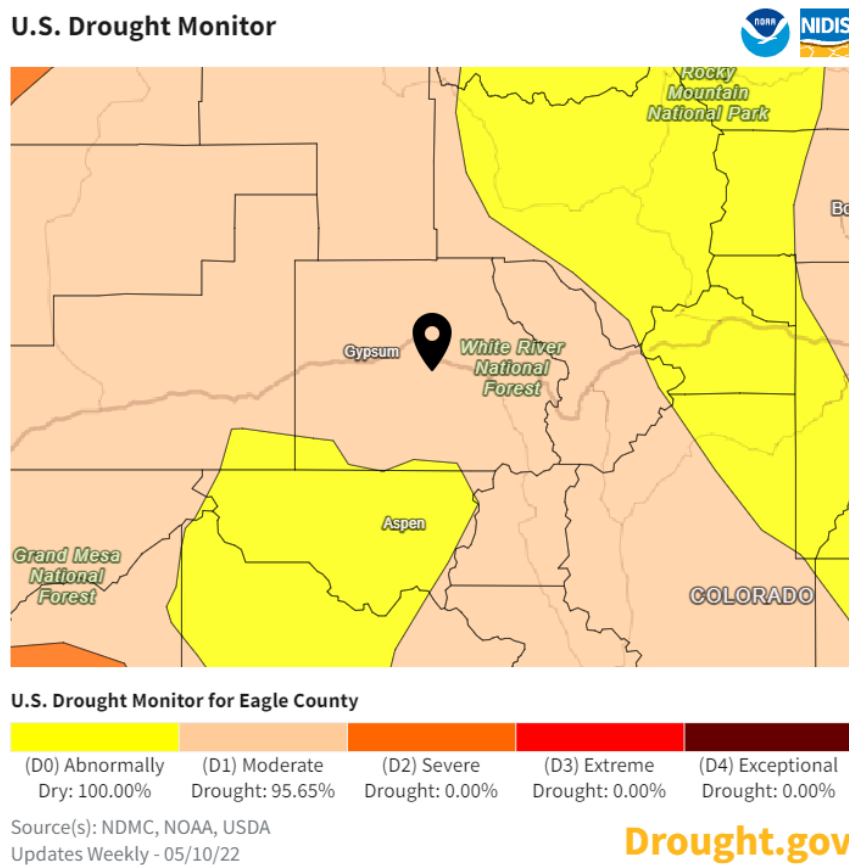 U.S. Drought Monitor
NOAA
NIDIS
Rocky
Mountain
National Park
Bo
Gypsum
White River
National
Forest
Aspen
Grand Mesa
National
Forest
COLORADO
U.S. Drought Monitor for Eagle County
(D0) Abnormally
Dry: 100.00%
(D1) Moderate
Drought: 95.65%
(D2) Severe
Drought: 0.00%
(D3) Extreme
Drought: 0.00%
(D4) Exceptional
Drought: 0.00%
Source(s): NDMC, NOAA, USDA
Updates Weekly - 05/10/22
Drought.gov